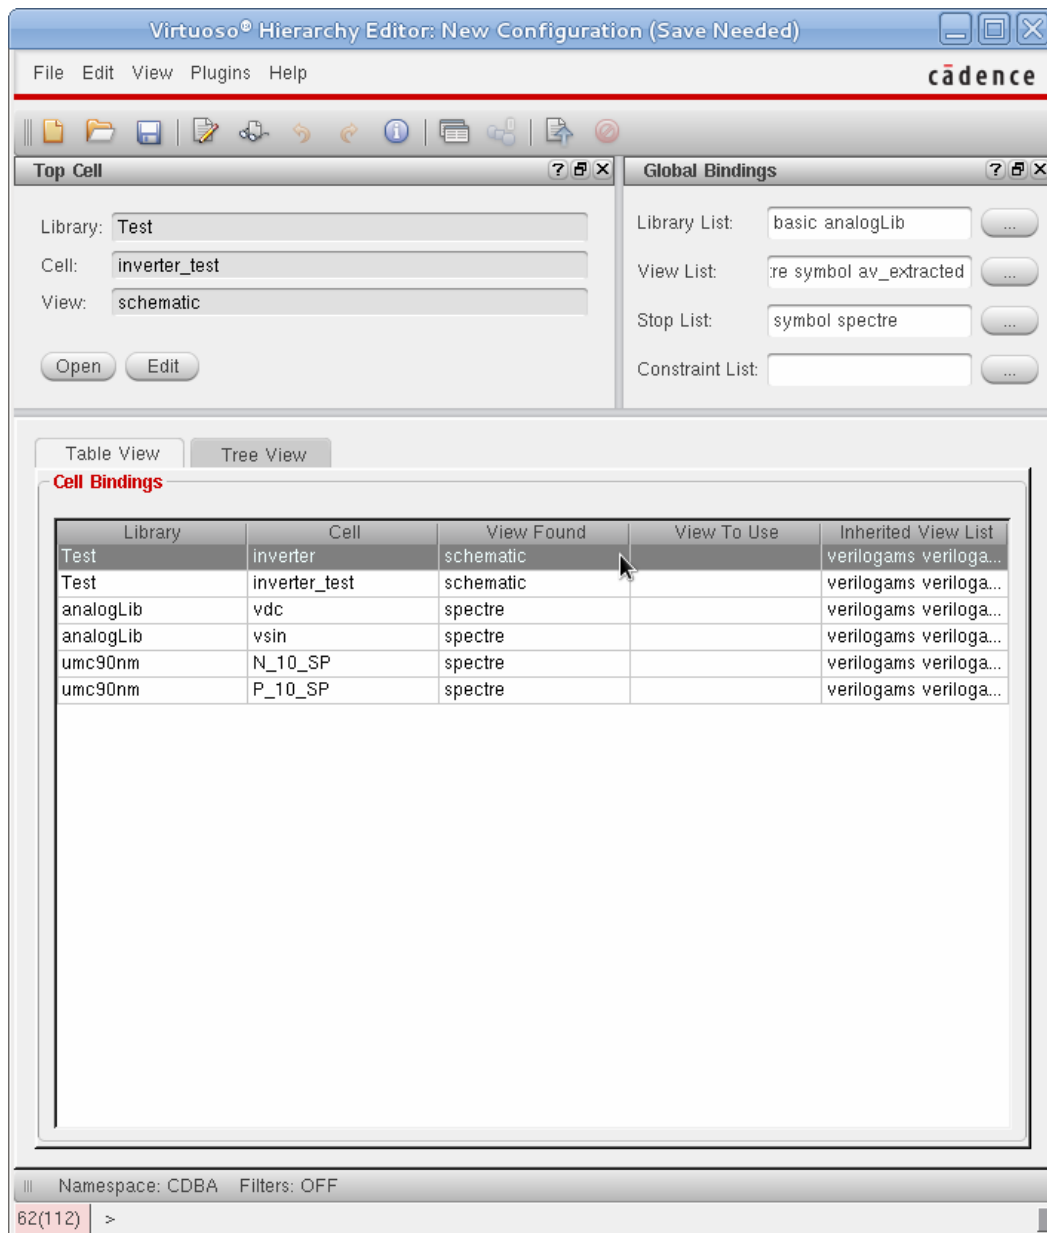 Virtuoso® Hierarchy Editor: New Configuration (Save Needed)
File Edit View Plugins Help
cādence
Top Cell
Library: Test
Cell: inverter_test
View: schematic
Open Edit
Global Bindings
Library List: basic analogLib ...
View List: :re symbol av_extracted ...
Stop List: symbol spectre ...
Constraint List: ...
Table View Tree View
Cell Bindings
Library Cell View Found View To Use Inherited View List
Test inverter schematic verilogams veriloga...
Test inverter_test schematic verilogams veriloga...
analogLib vdc spectre verilogams veriloga...
analogLib vsin spectre verilogams veriloga...
umc90nm N_10_SP spectre verilogams veriloga...
umc90nm P_10_SP spectre verilogams veriloga...
Namespace: CDBA Filters: OFF
62(112) >